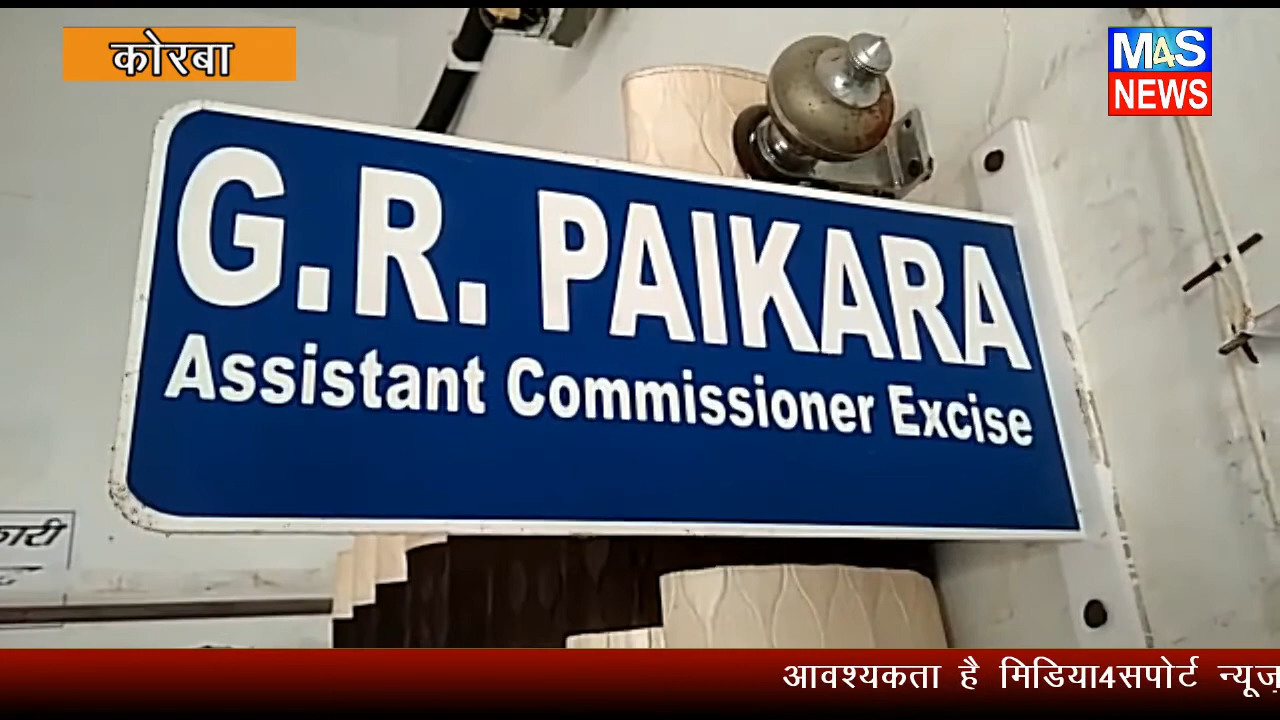 कोरबा
M4S
NEWS
G.R. PAIKARA
Assistant Commissioner Excise
आवश्यकता है मिडिया4सपोर्ट न्यूज़